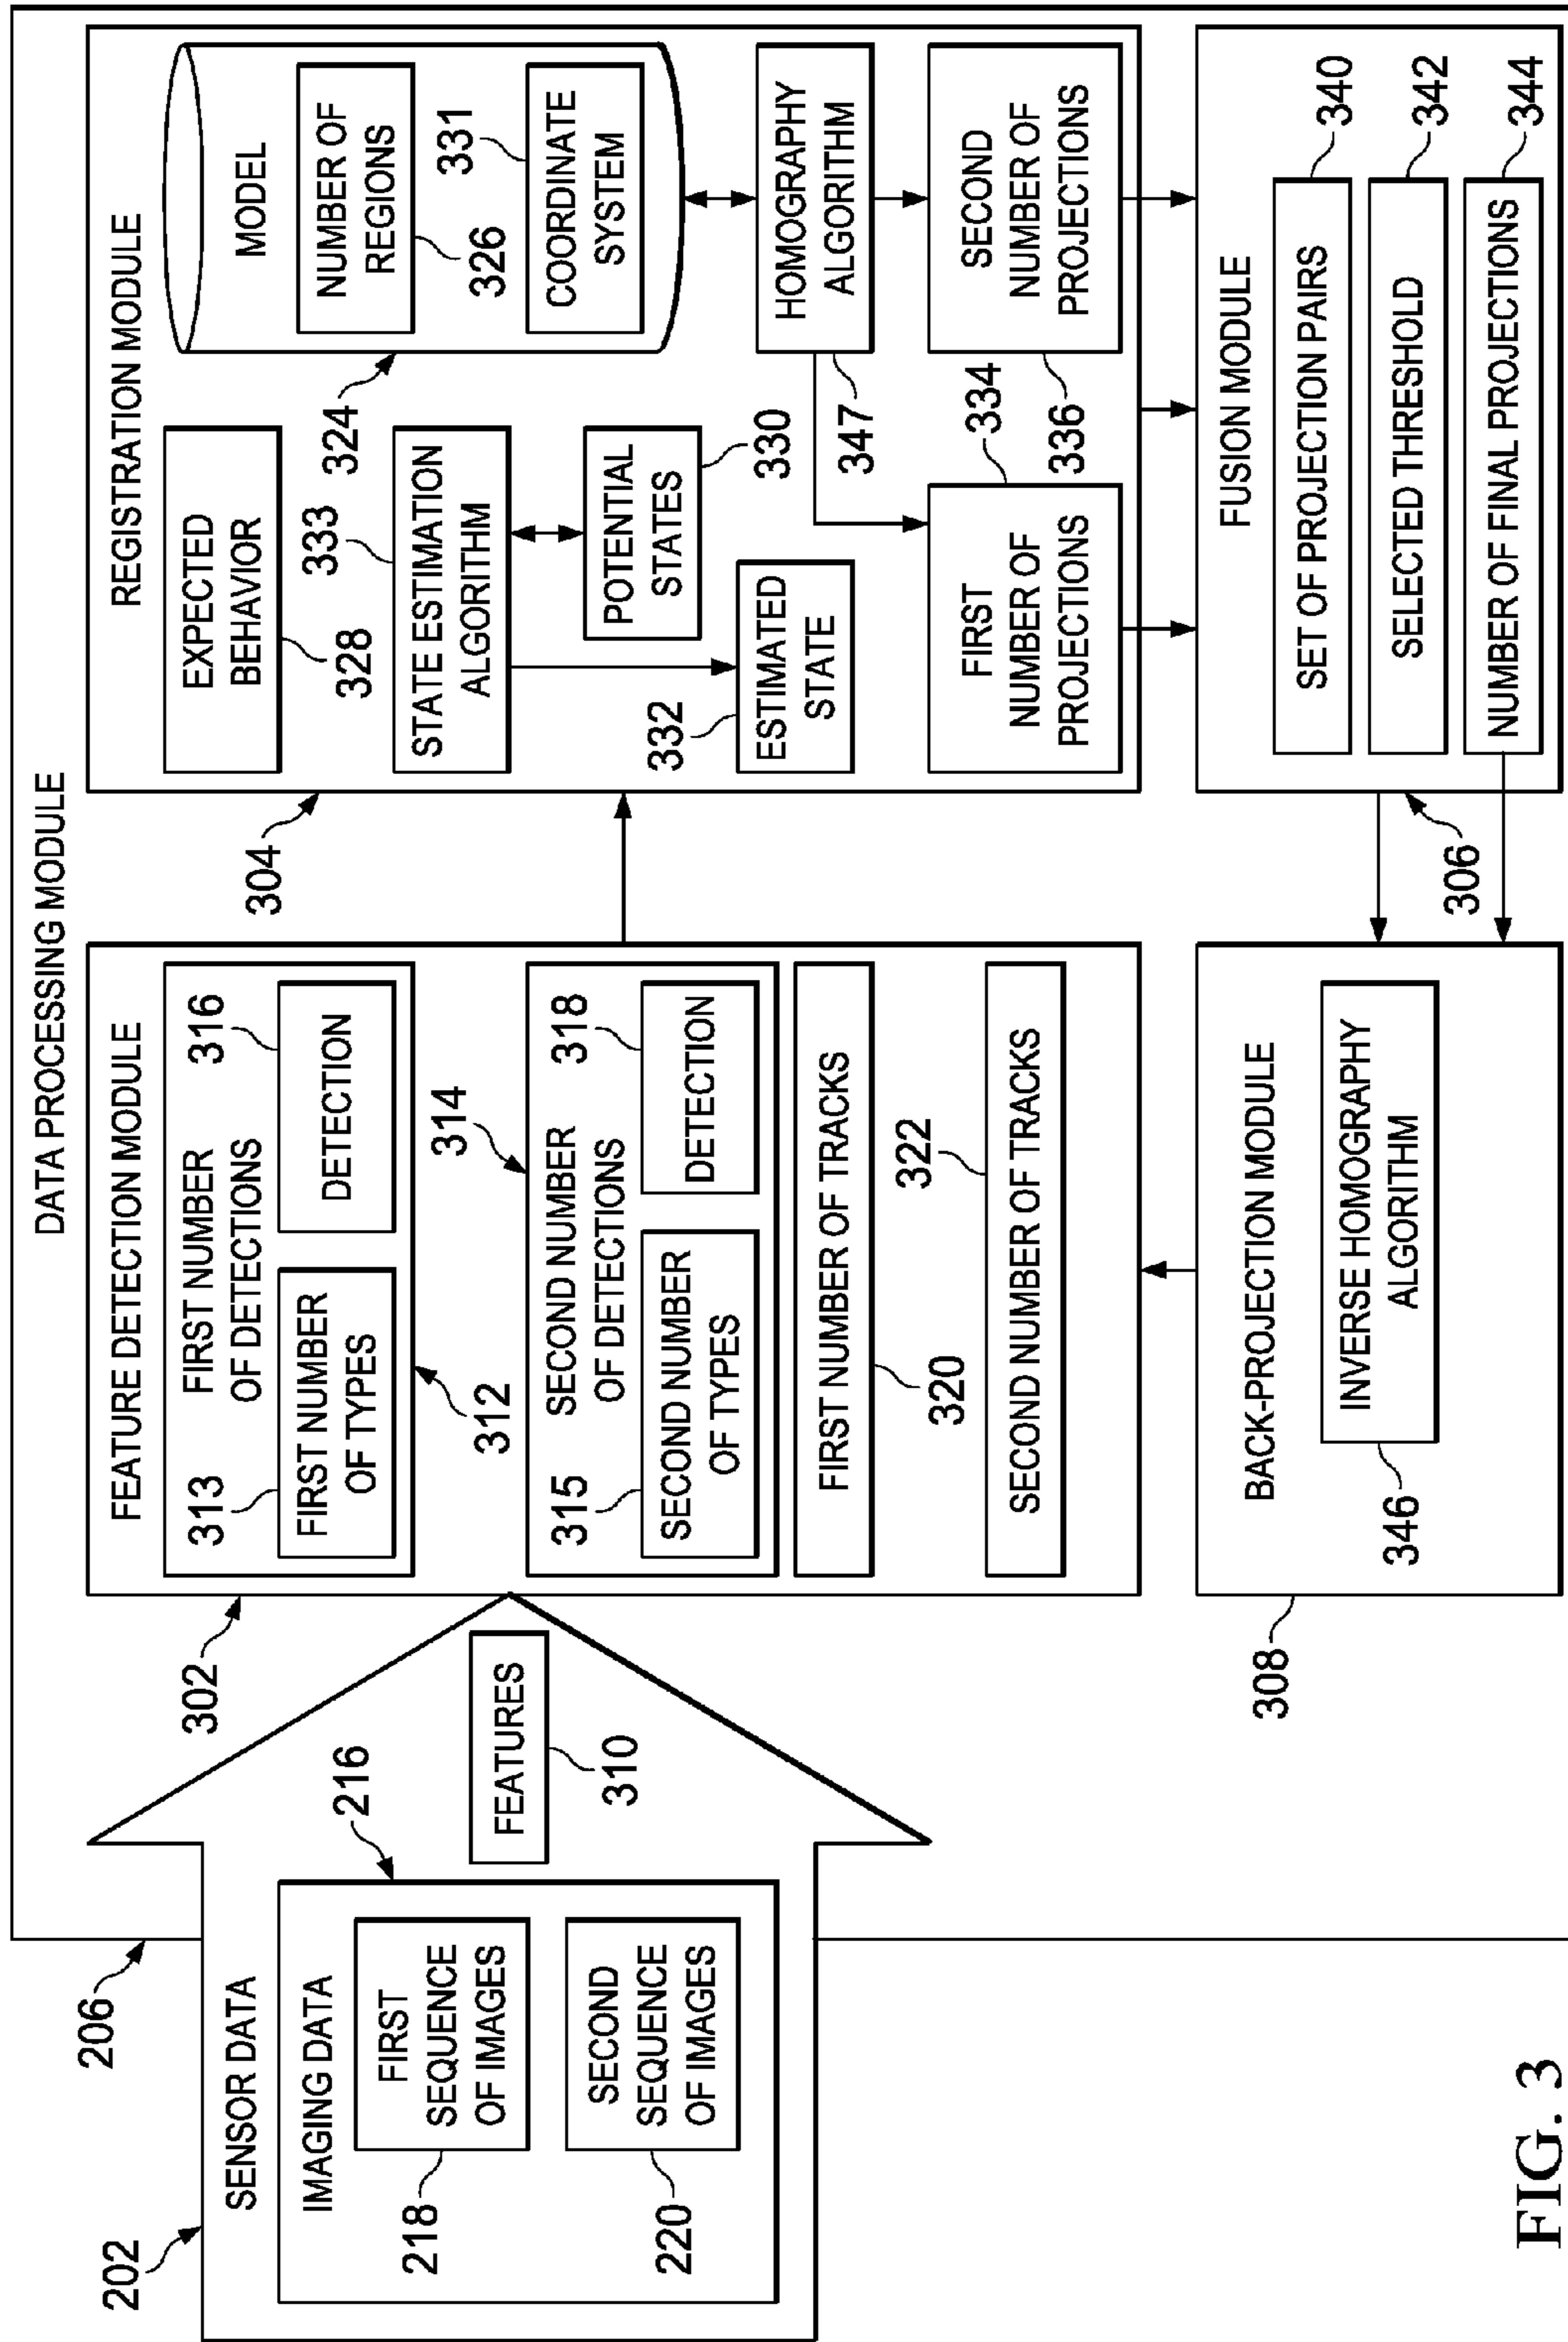 DATA PROCESSING MODULE
206
202
SENSOR DATA
IMAGING DATA
216
FIRST
SEQUENCE
OF IMAGES
218
SECOND
SEQUENCE
OF IMAGES
220
FEATURES
310
302
FEATURE DETECTION MODULE
313
FIRST NUMBER
OF DETECTIONS
316
FIRST NUMBER
OF TYPES
DETECTION
312
314
315
SECOND NUMBER
OF DETECTIONS
318
SECOND NUMBER
OF TYPES
DETECTION
FIRST NUMBER OF TRACKS
320
322
SECOND NUMBER OF TRACKS
304
REGISTRATION MODULE
EXPECTED
BEHAVIOR
328
333
STATE ESTIMATION
ALGORITHM
324
MODEL
NUMBER OF
REGIONS
326
331
COORDINATE
SYSTEM
POTENTIAL
STATES
330
332
ESTIMATED
STATE
HOMOGRAPHY
ALGORITHM
347
FIRST
NUMBER OF
PROJECTIONS
334
SECOND
NUMBER OF
PROJECTIONS
336
308
BACK-PROJECTION MODULE
INVERSE HOMOGRAPHY
ALGORITHM
346
306
FUSION MODULE
SET OF PROJECTION PAIRS
340
SELECTED THRESHOLD
342
NUMBER OF FINAL PROJECTIONS
344
FIG. 3